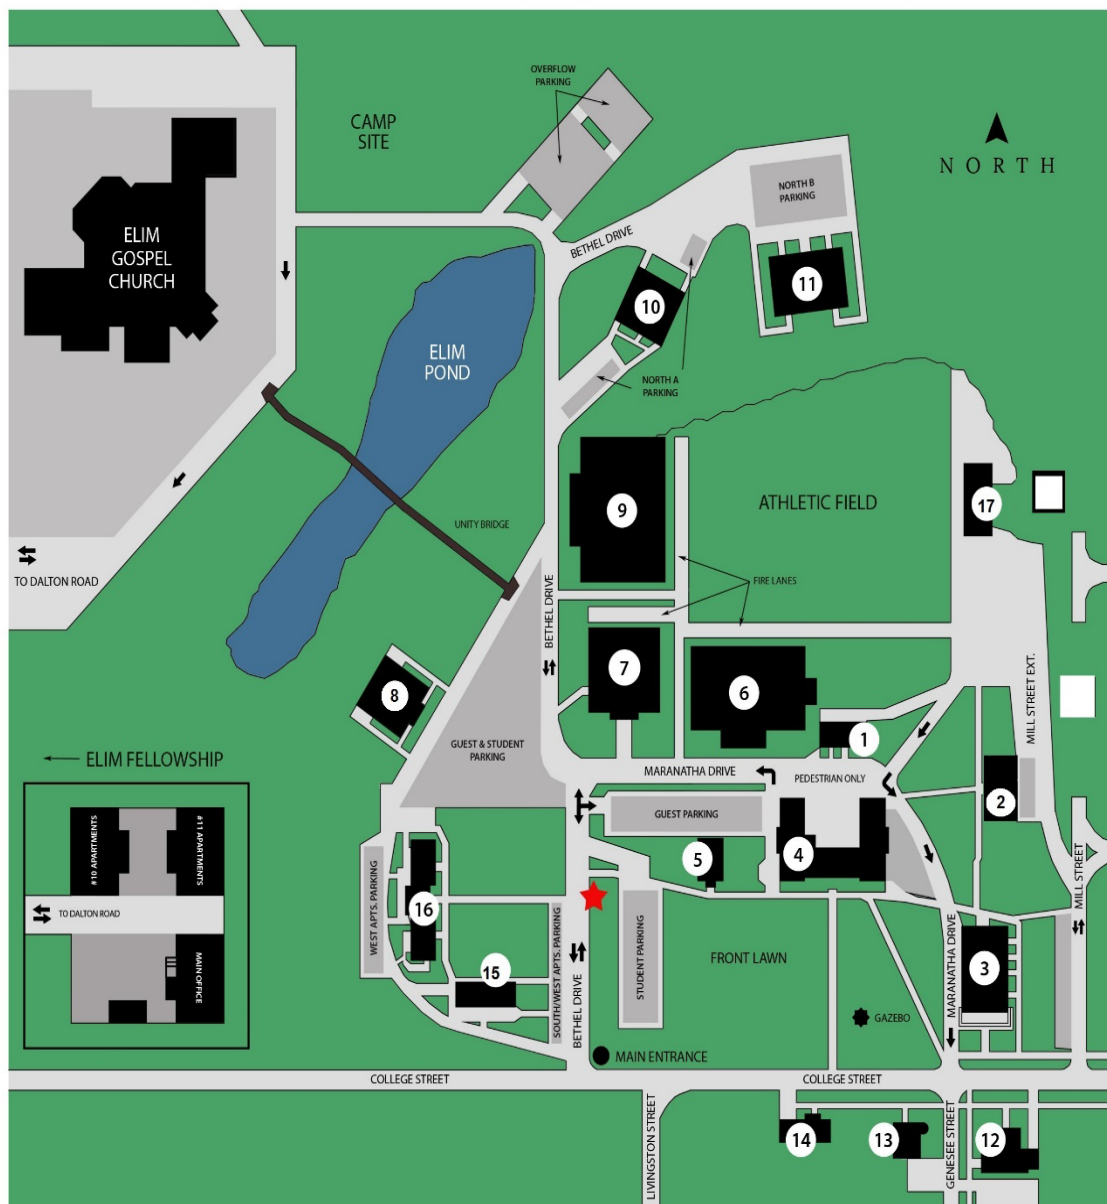 OVERFLOW
PARKING
CAMP
SITE
NORTH
NORTH B
PARKING
ELIM
GOSPEL
CHURCH
BETHEL DRIVE
11
10
ELIM
POND
NORTH A
PARKING
9
ATHLETIC FIELD
17
UNITY BRIDGE
TO DALTON ROAD
FIRE LANES
BETHEL DRIVE
7
6
8
MILL STREET EXT.
1
GUEST & STUDENT
PARKING
ELIM FELLOWSHIP
MARANATHA DRIVE
PEDESTRIAN ONLY
2
GUEST PARKING
#10 APARTMENTS
#11 APARTMENTS
5
4
MILL STREET
TO DALTON ROAD
WEST APTS. PARKING
16
SOUTH/WEST APTS. PARKING
STUDENT PARKING
FRONT LAWN
MARANATHA DRIVE
3
15
MAIN OFFICE
BETHEL DRIVE
GAZEBO
MAIN ENTRANCE
COLLEGE STREET
COLLEGE STREET
LIVINGSTON STREET
14
13
GENESEE STREET
12